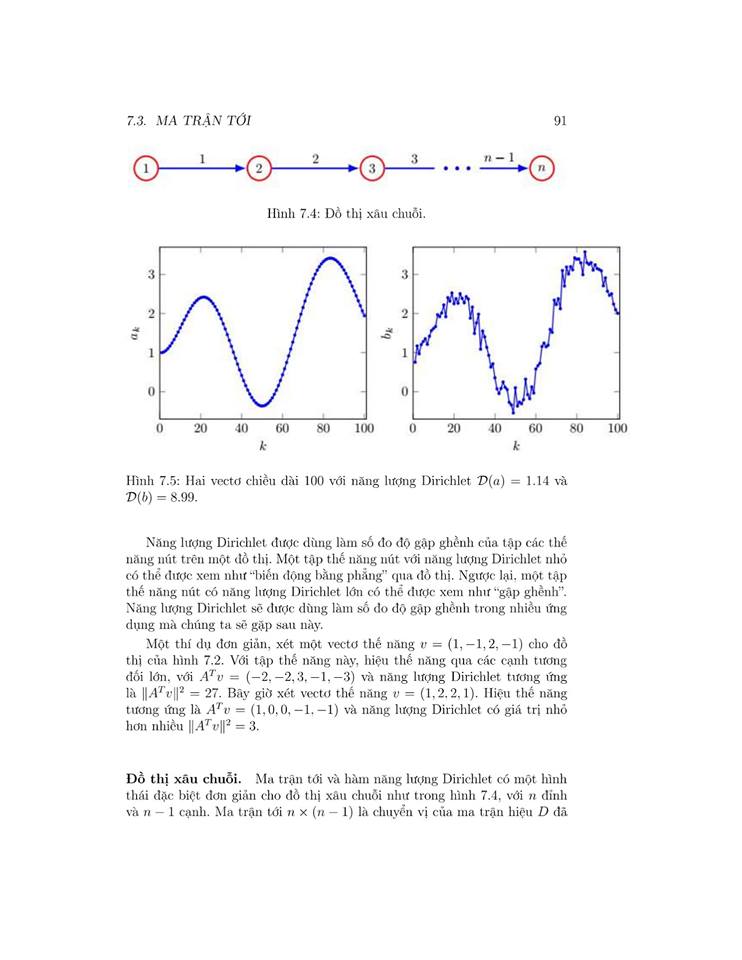 7.3. MA TRẬN TỚI 91
1 2 3 n − 1
1 2 3 n
Hình 7.4: Đồ thị xâu chuỗi.
3 3
2 2
a_k b_k
1 1
0 0
0 20 40 60 80 100 0 20 40 60 80 100
k k
Hình 7.5: Hai vectơ chiều dài 100 với năng lượng Dirichlet 𝒟(a) = 1.14 và
𝒟(b) = 8.99.
Năng lượng Dirichlet được dùng làm số đo độ gập ghềnh của tập các thế
năng nút trên một đồ thị. Một tập thế năng nút với năng lượng Dirichlet nhỏ
có thể được xem như “biến động bằng phẳng” qua đồ thị. Ngược lại, một tập
thế năng nút có năng lượng Dirichlet lớn có thể được xem như “gập ghềnh”.
Năng lượng Dirichlet sẽ được dùng làm số đo độ gập ghềnh trong nhiều ứng
dụng mà chúng ta sẽ gặp sau này.
Một thí dụ đơn giản, xét một vectơ thế năng v = (1, −1, 2, −1) cho đồ
thị của hình 7.2. Với tập thế năng này, hiệu thế năng qua các cạnh tương
đối lớn, với AᵀV = (−2, −2, 3, −1, −3) và năng lượng Dirichlet tương ứng
là ‖Aᵀv‖² = 27. Bây giờ xét vectơ thế năng v = (1, 2, 2, 1). Hiệu thế năng
tương ứng là Aᵀv = (1, 0, 0, −1, −1) và năng lượng Dirichlet có giá trị nhỏ
hơn nhiều ‖Aᵀv‖² = 3.
Đồ thị xâu chuỗi. Ma trận tới và hàm năng lượng Dirichlet có một hình
thái đặc biệt đơn giản cho đồ thị xâu chuỗi như trong hình 7.4, với n đỉnh
và n − 1 cạnh. Ma trận tới n × (n − 1) là chuyển vị của ma trận hiệu D đã